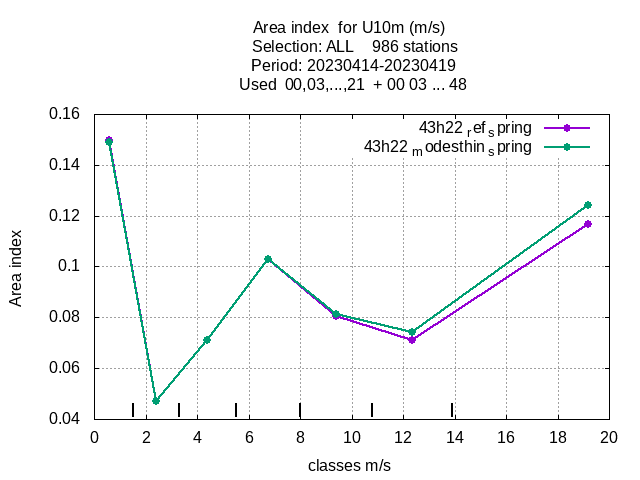 Area index  for U10m (m/s)
Selection: ALL    986 stations
Period: 20230414-20230419
Used  00,03,...,21  + 00 03 ... 48
43h22 ref spring
43h22 modesthin spring
0.16
0.14
0.12
0.1
0.08
0.06
0.04
Area index
0 2 4 6 8 10 12 14 16 18 20
classes m/s